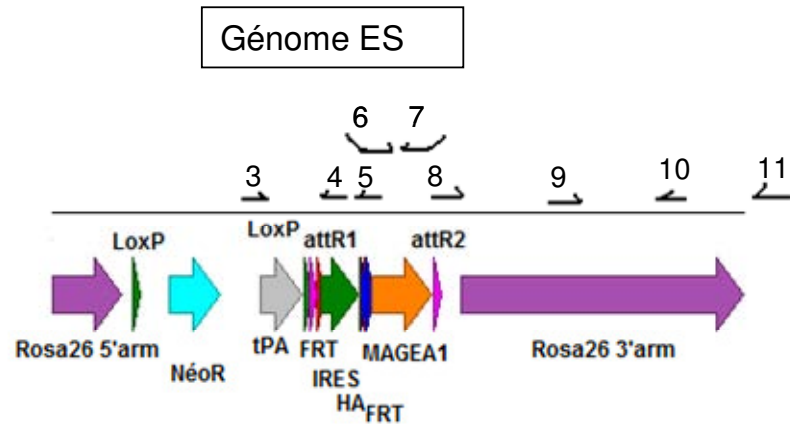 Génome ES
6 7
3 4 5 8 9 10 11
LoxP LoxP attR1 attR2
Rosa26 5'arm NéoR tPA FRT MAGEA1 Rosa26 3'arm
IRES
HA FRT